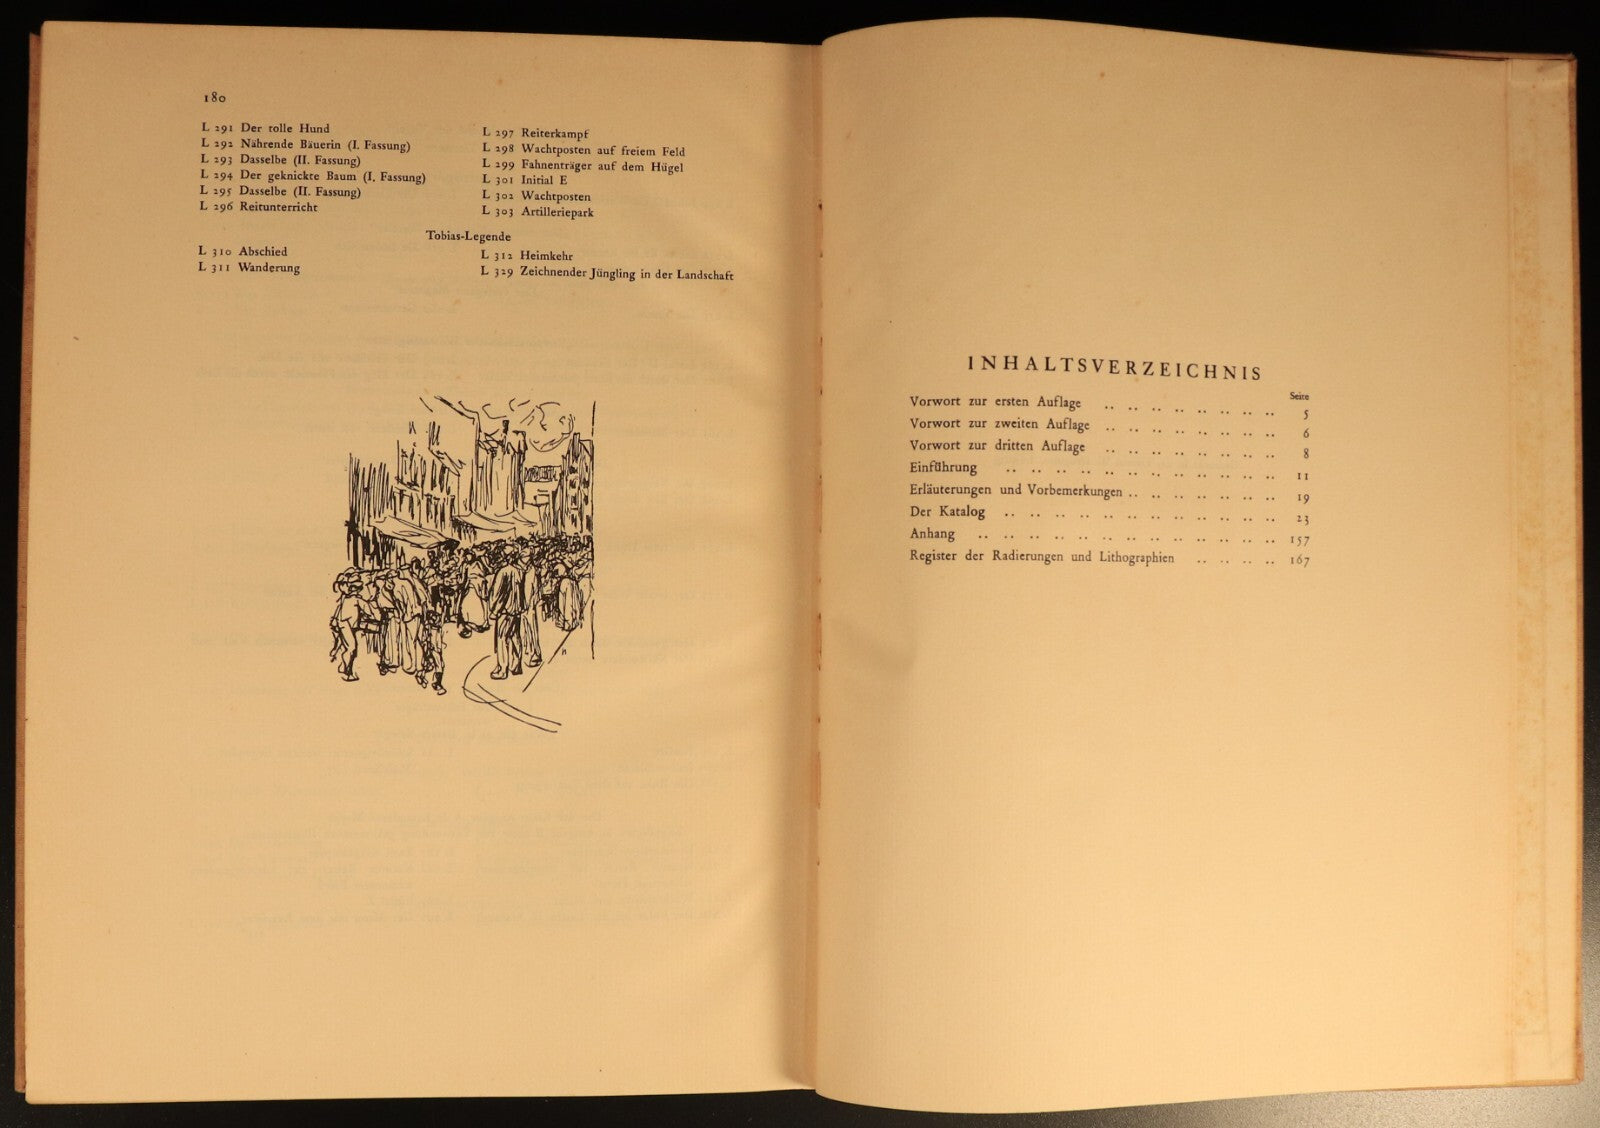 180
L 291 Der tolle Hund
L 292 Nährende Bäuerin (I. Fassung)
L 293 Dasselbe (II. Fassung)
L 294 Der geknickte Baum (I. Fassung)
L 295 Dasselbe (II. Fassung)
L 296 Reitunterricht
L 297 Reiterkampf
L 298 Wachtposten auf freiem Feld
L 299 Fahnenträger auf dem Hügel
L 301 Initial E
L 302 Wachtposten
L 303 Artilleriepark
Tobias-Legende
L 310 Abschied
L 311 Wanderung
L 312 Heimkehr
L 329 Zeichnender Jüngling in der Landschaft
INHALTSVERZEICHNIS
Seite
Vorwort zur ersten Auflage .. .. .. .. .. .. .. .. 5
Vorwort zur zweiten Auflage .. .. .. .. .. .. .. .. 6
Vorwort zur dritten Auflage .. .. .. .. .. .. .. .. 8
Einführung .. .. .. .. .. .. .. .. .. .. .. .. 11
Erläuterungen und Vorbemerkungen .. .. .. .. .. .. .. 19
Der Katalog .. .. .. .. .. .. .. .. .. .. .. .. 23
Anhang .. .. .. .. .. .. .. .. .. .. .. .. .. 157
Register der Radierungen und Lithographien .. .. .. .. 167